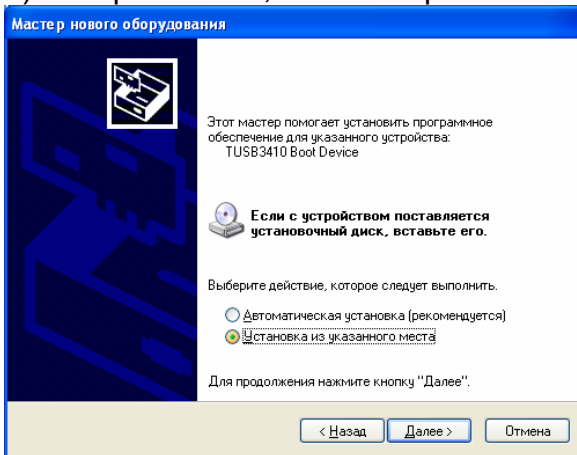 Мастер нового оборудования
Этот мастер помогает установить программное
обеспечение для указанного устройства:
TUSB3410 Boot Device
Если с устройством поставляется
установочный диск, вставьте его.
Выберите действие, которое следует выполнить.
Автоматическая установка (рекомендуется)
Установка из указанного места
Для продолжения нажмите кнопку "Далее".
< Назад Далее > Отмена